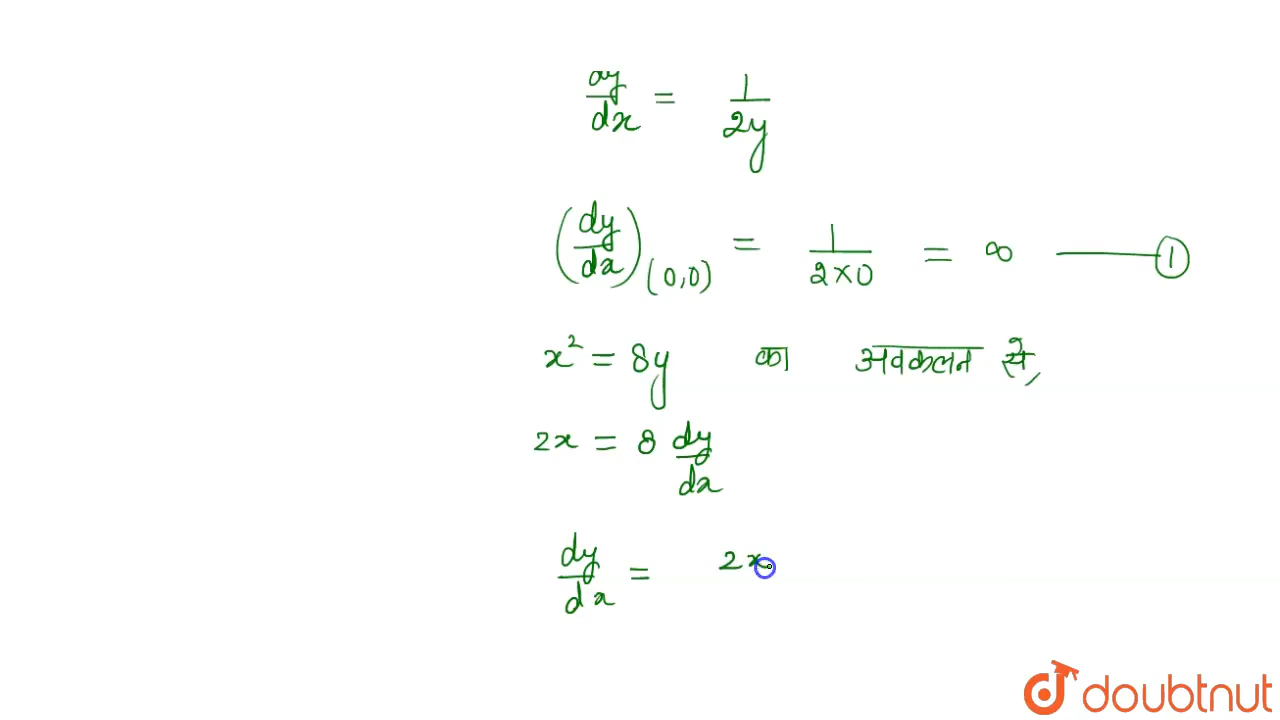 dy/dx = 1/2y
(dy/dx)(0,0) = 1/2×0 = ∞ —— ①
x² = 8y का अवकलन से,
2x = 8 dy/dx
dy/dx = 2x
doubtnut